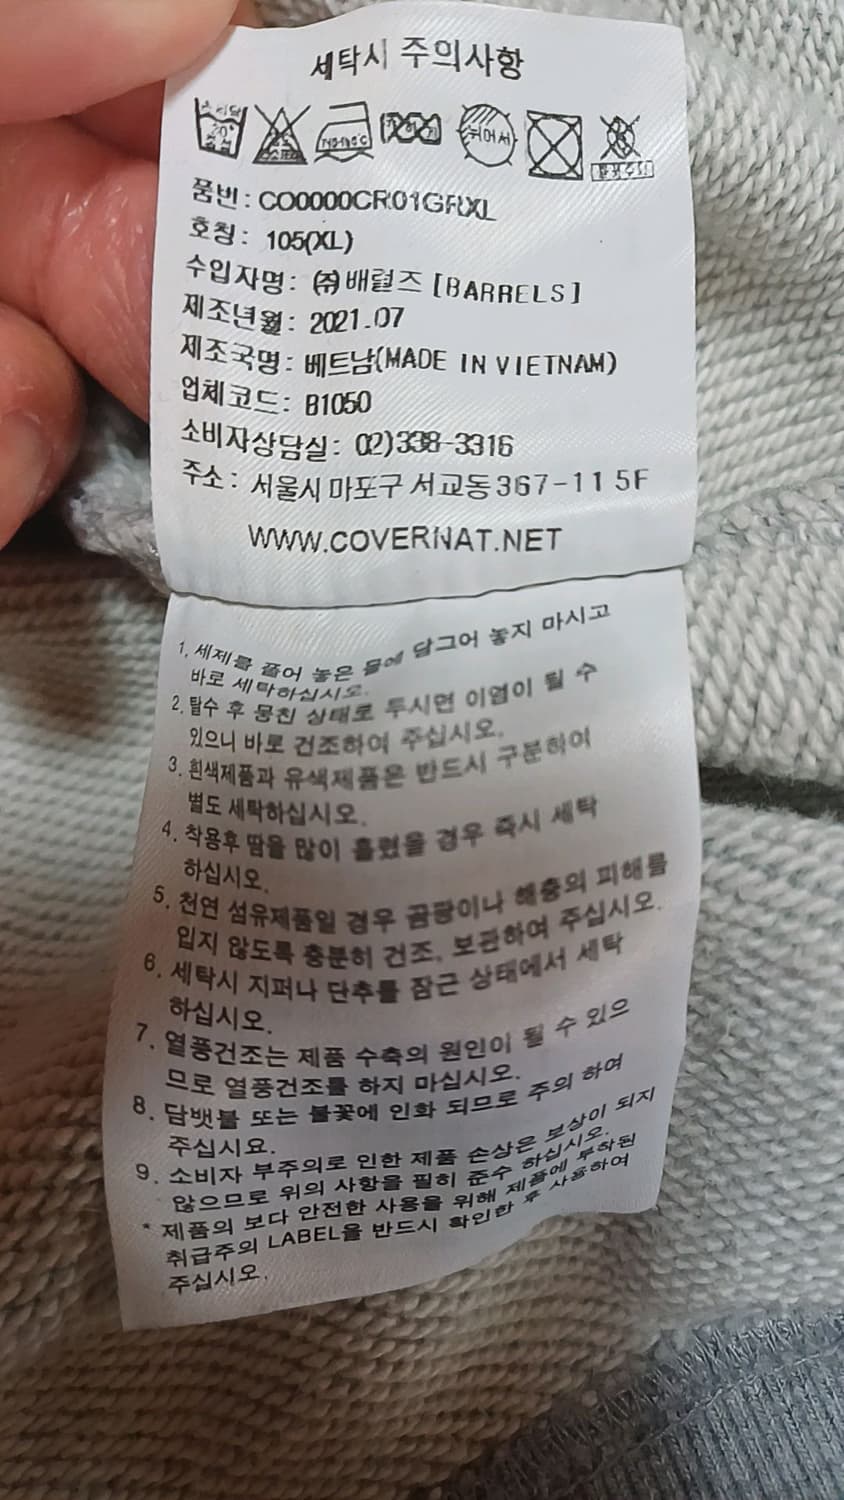 세탁시 주의사항
30°
염소표백
뉘어서
품번 : CO0000CR01GRXL
호칭 : 105(XL)
수입자명 : ㈜배럴즈 [BARRELS]
제조년월 : 2021.07
제조국명 : 베트남(MADE IN VIETNAM)
업체코드 : B1050
소비자상담실 : 02)338-3316
주소 : 서울시 마포구 서교동 367-11 5F
WWW.COVERNAT.NET
1. 세제를 풀어 놓은 물에 담그어 놓지 마시고
바로 세탁하십시오.
2. 탈수 후 뭉친 상태로 두시면 이염이 될 수
있으니 바로 건조하여 주십시오.
3. 흰색제품과 유색제품은 반드시 구분하여
별도 세탁하십시오.
4. 착용후 땀을 많이 흘렸을 경우 즉시 세탁
하십시오.
5. 천연 섬유제품일 경우 곰팡이나 해충의 피해를
입지 않도록 충분히 건조, 보관하여 주십시오.
6. 세탁시 지퍼나 단추를 잠근 상태에서 세탁
하십시오.
7. 열풍건조는 제품 수축의 원인이 될 수 있으
므로 열풍건조를 하지 마십시오.
8. 담뱃불 또는 불꽃에 인화 되므로 주의 하여
주십시요.
9. 소비자 부주의로 인한 제품 손상은 보상이 되지
않으므로 위의 사항을 필히 준수 하십시오.
* 제품의 보다 안전한 사용을 위해 제품에 부착된
취급주의 LABEL을 반드시 확인한 후 사용하여
주십시오.